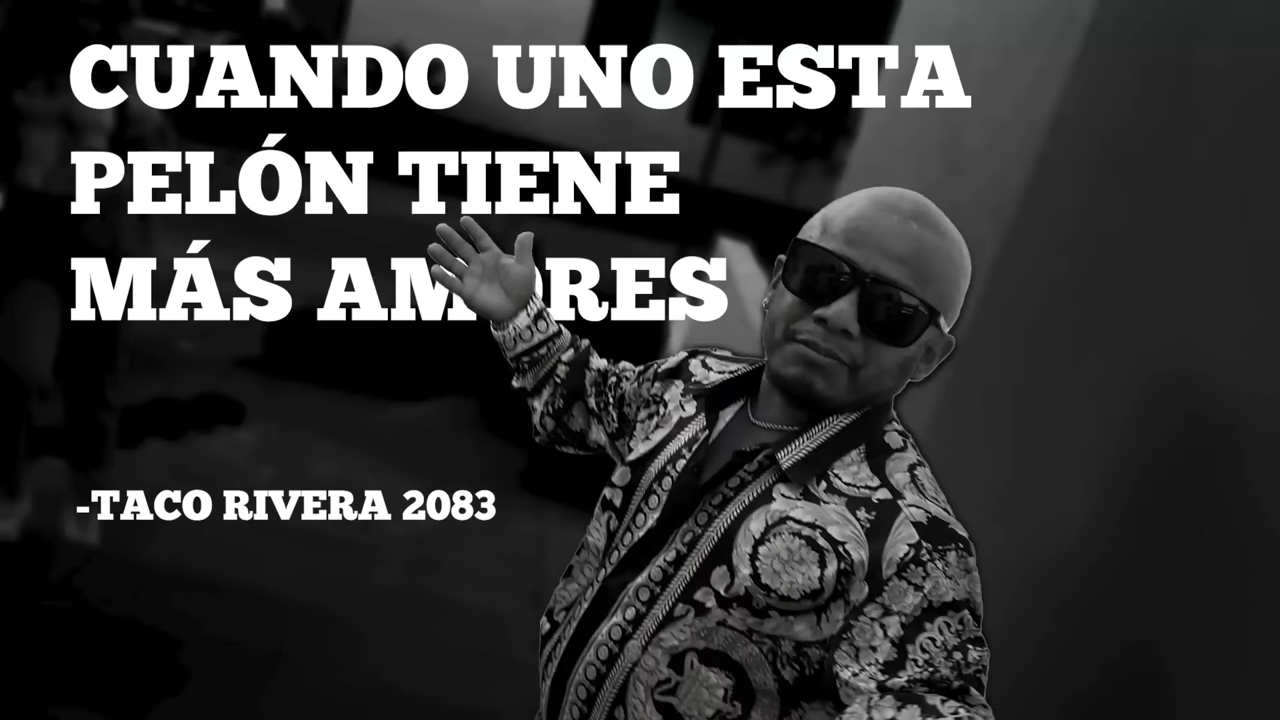 CUANDO UNO ESTA
PELÓN TIENE
MÁS AMORES
-TACO RIVERA 2083